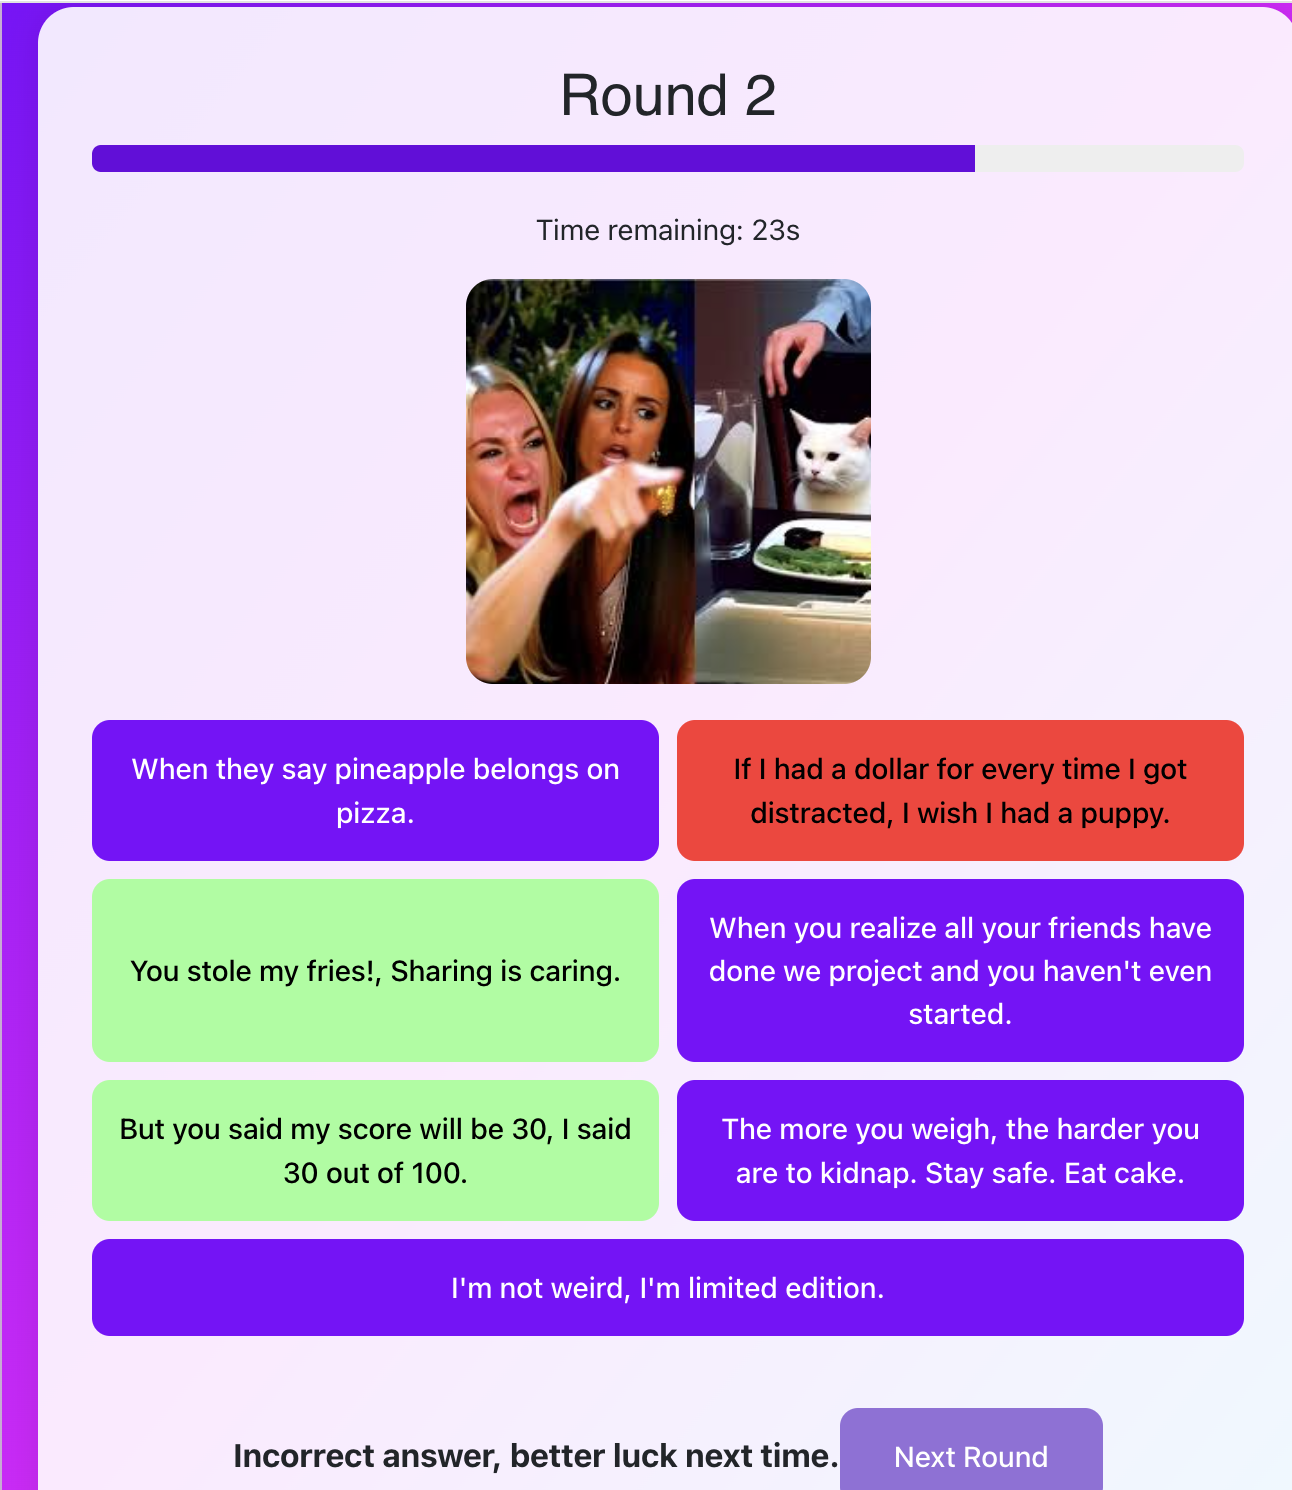 Round 2
Time remaining: 23s
When they say pineapple belongs on
pizza.
If I had a dollar for every time I got
distracted, I wish I had a puppy.
You stole my fries!, Sharing is caring.
When you realize all your friends have
done we project and you haven't even
started.
But you said my score will be 30, I said
30 out of 100.
The more you weigh, the harder you
are to kidnap. Stay safe. Eat cake.
I'm not weird, I'm limited edition.
Incorrect answer, better luck next time.
Next Round